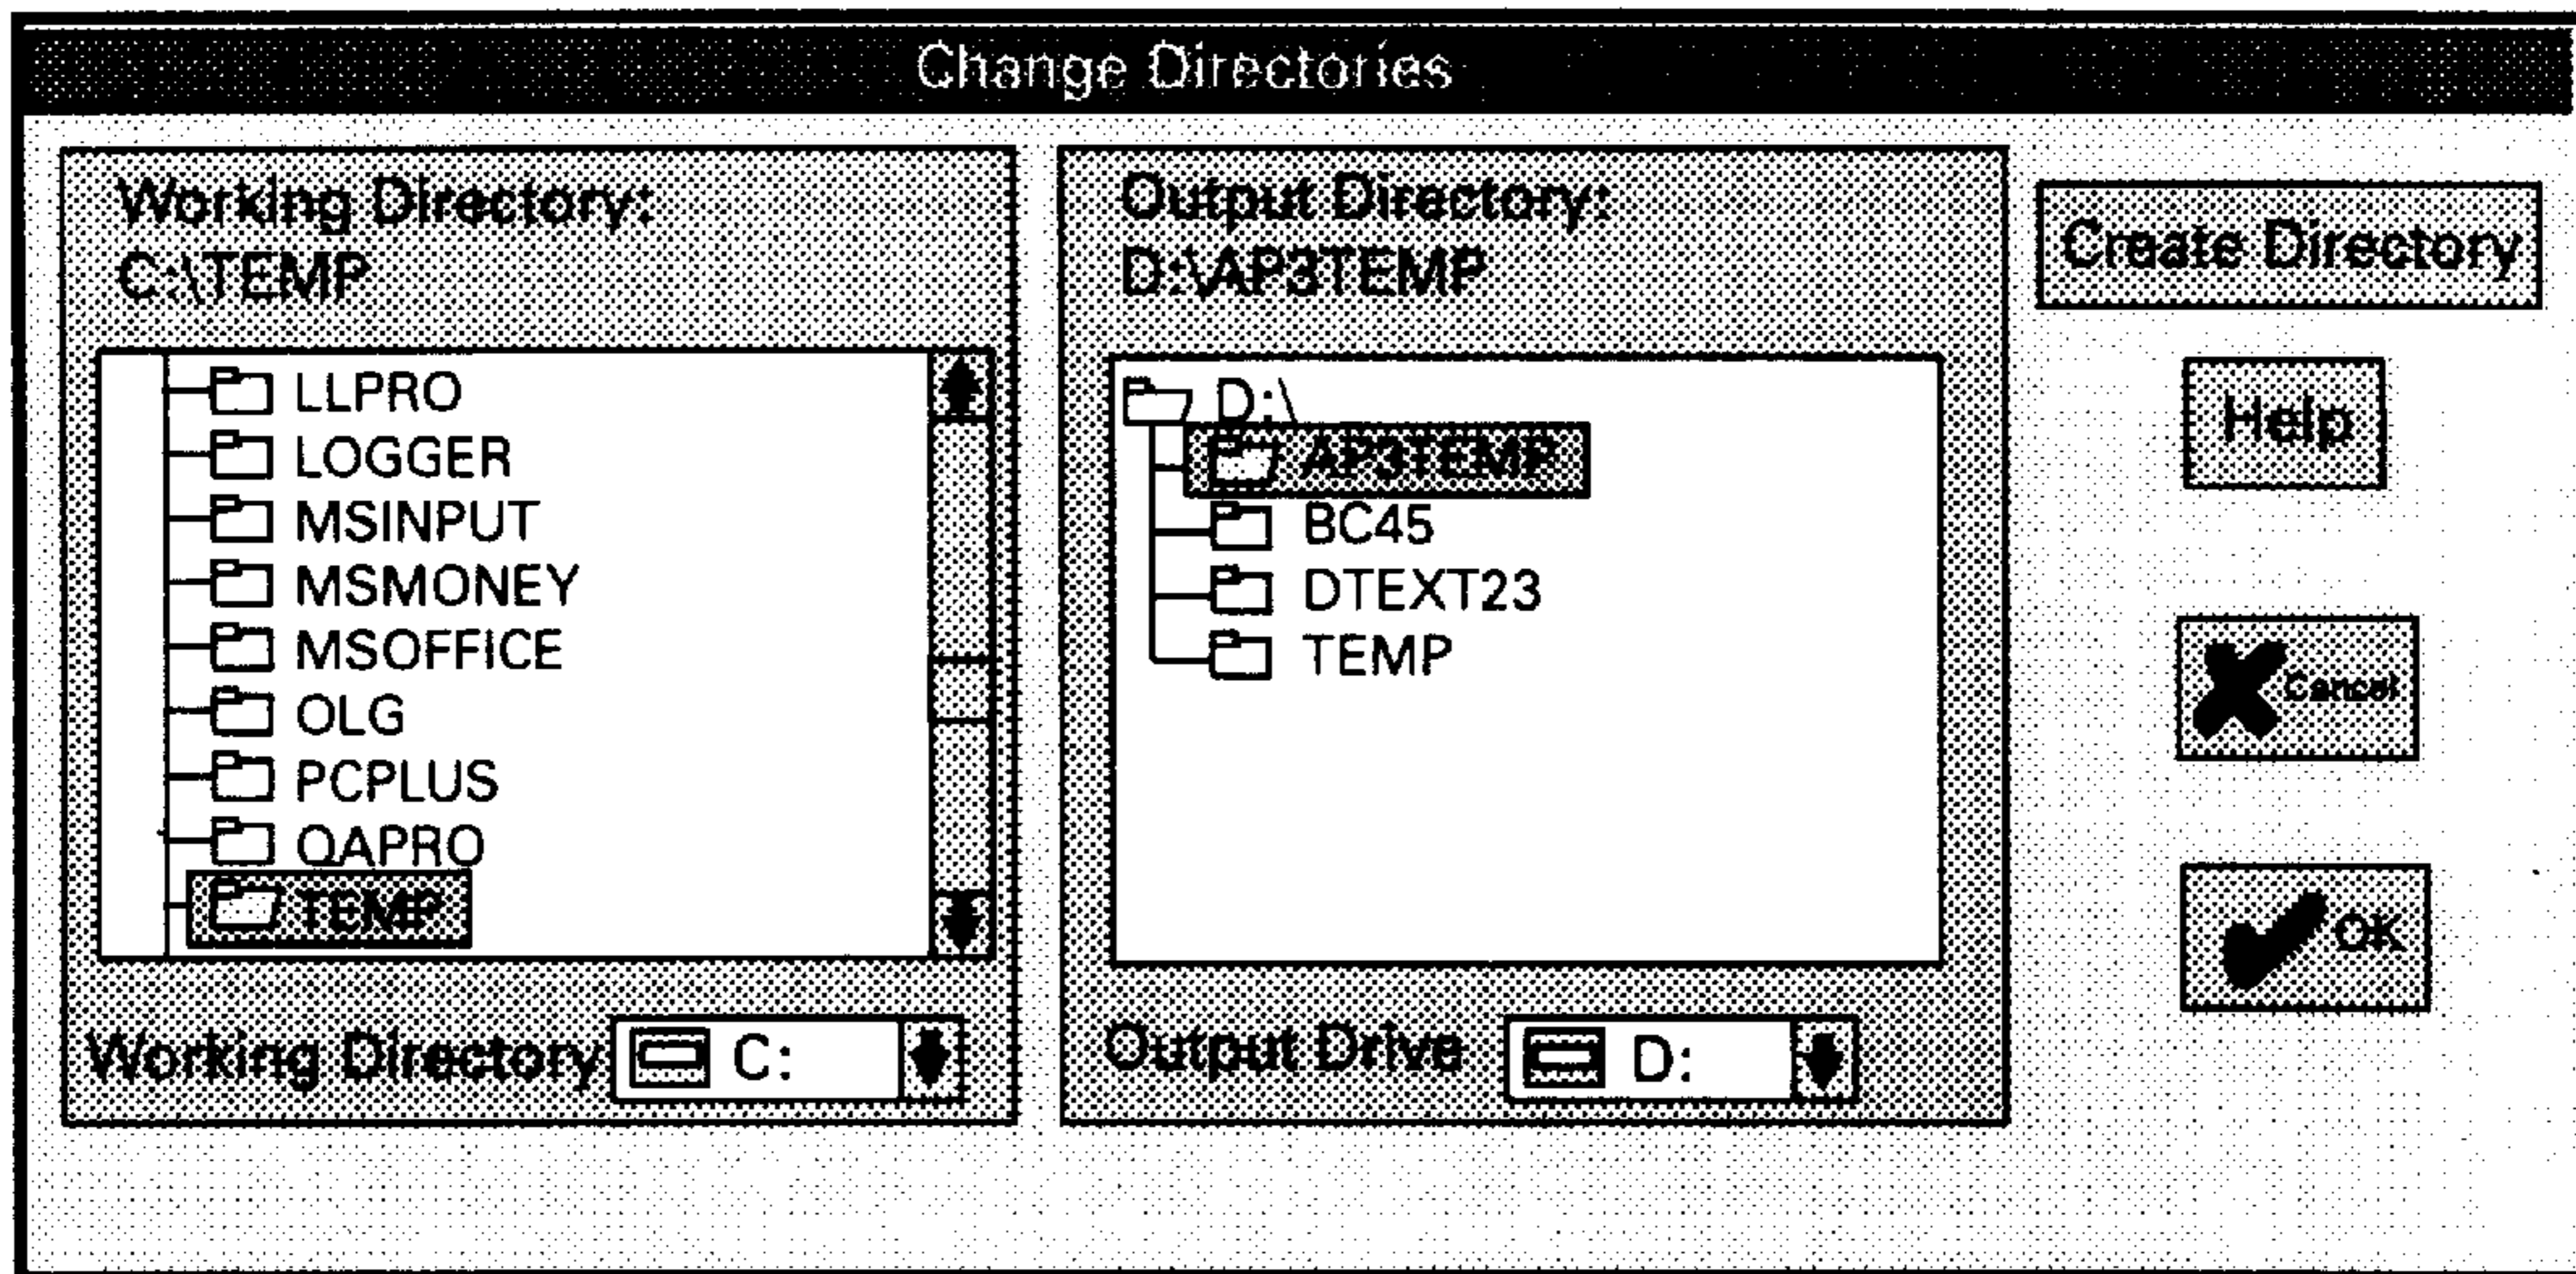 Change Directories
Working Directory:
C:\TEMP
LLPRO
LOGGER
MSINPUT
MSMONEY
MSOFFICE
OLG
PCPLUS
QAPRO
TEMP
Working Directory C:
Output Directory:
D:\AP3TEMP
D:\
AP3TEMP
BC45
DTEXT23
TEMP
Output Drive D:
Create Directory
Help
Cancel
OK